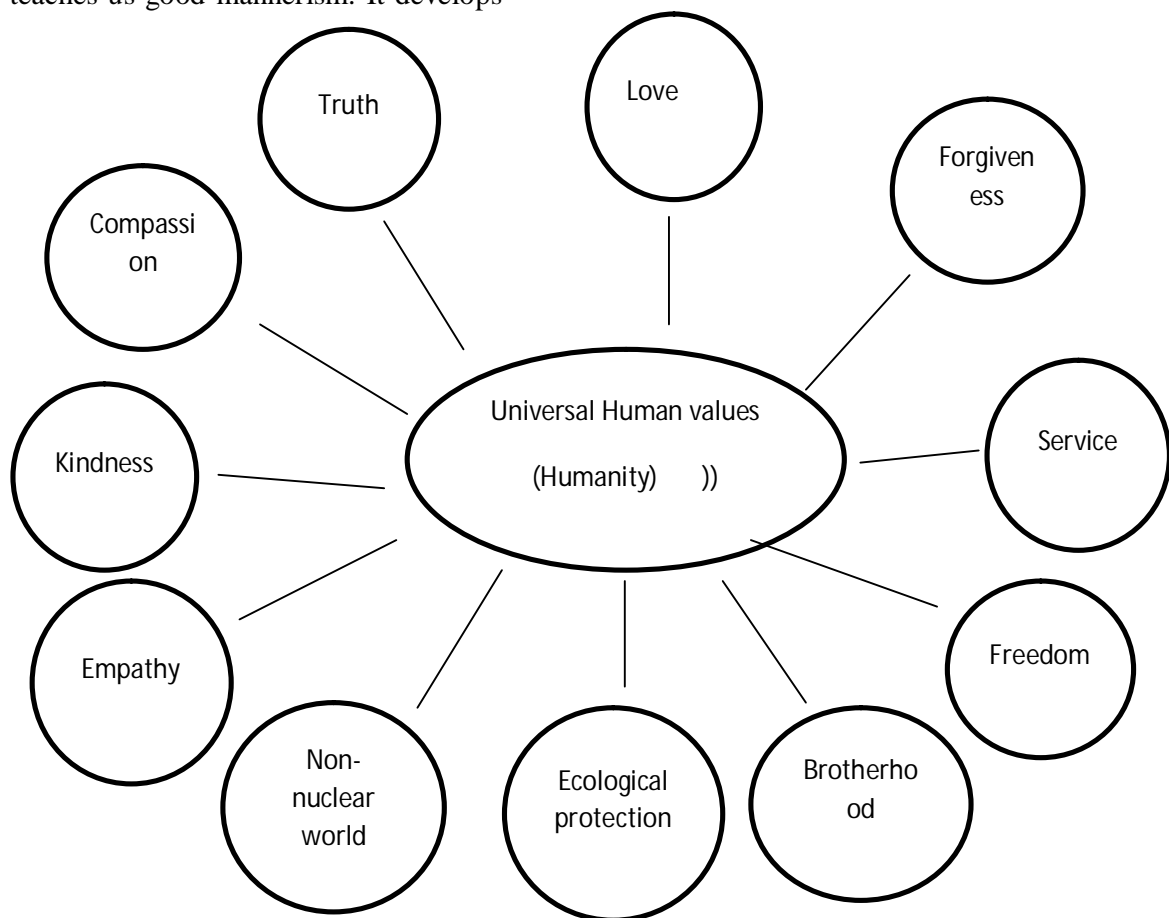 teaches us good mannerism. It develops
Truth
Love
Forgiven
ess
Compassi
on
Universal Human values
(Humanity) ))
Kindness
Service
Empathy
Freedom
Non-
nuclear
world
Ecological
protection
Brotherho
od